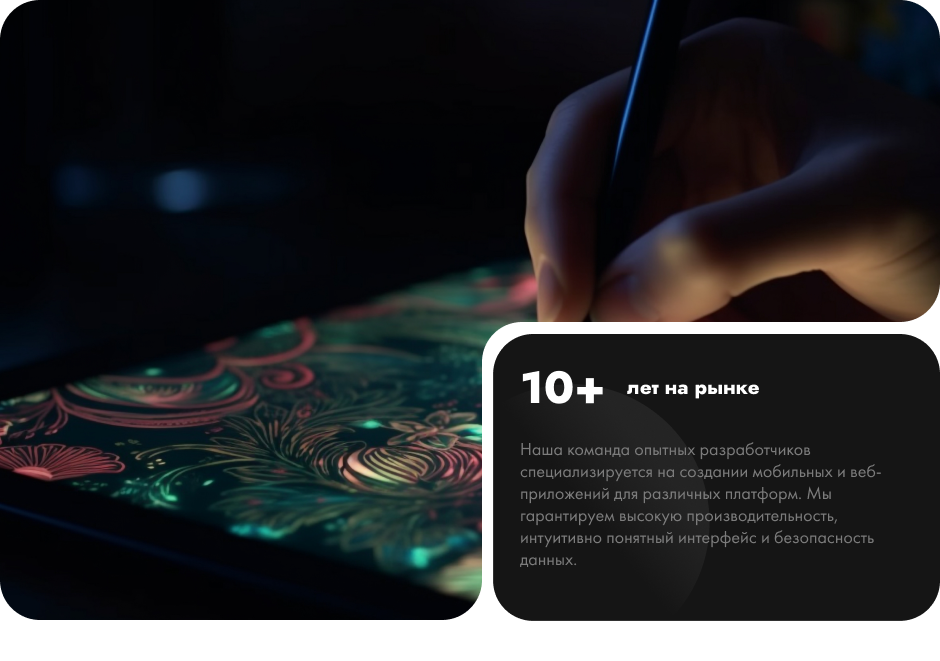 10+ лет на рынке
Наша команда опытных разработчиков
специализируется на создании мобильных и веб-
приложений для различных платформ. Мы
гарантируем высокую производительность,
интуитивно понятный интерфейс и безопасность
данных.